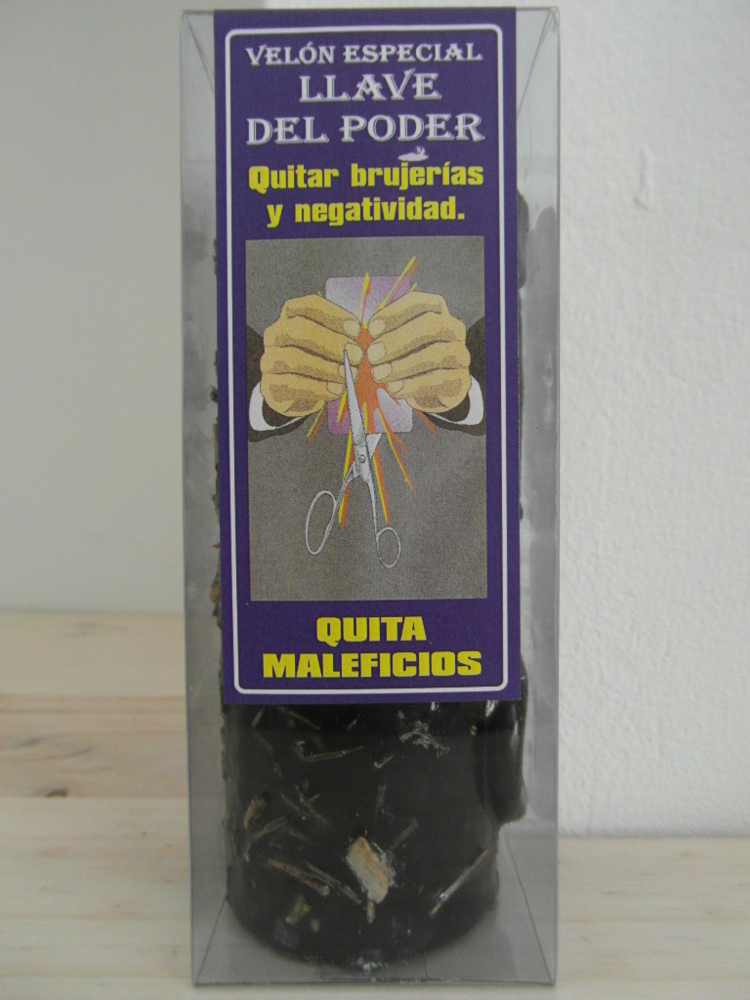 VELÓN ESPECIAL
LLAVE
DEL PODER
Quitar brujerías
y negatividad.
QUITA
MALEFICIOS